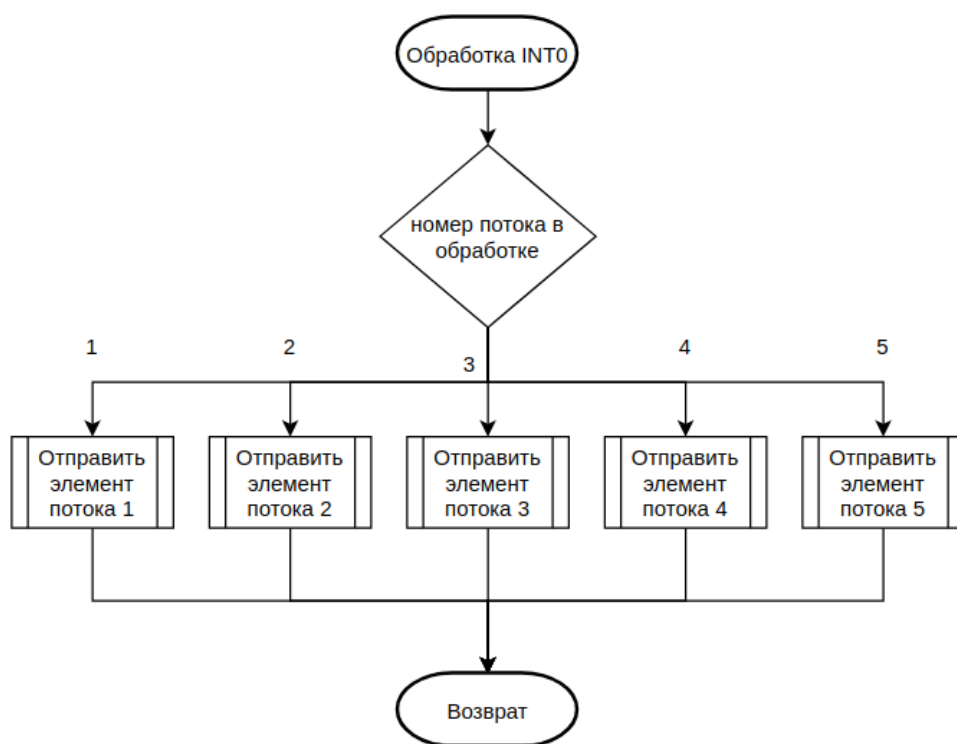 Обработка INT0
номер потока в
обработке
1
2
3
4
5
Отправить
элемент
потока 1
Отправить
элемент
потока 2
Отправить
элемент
потока 3
Отправить
элемент
потока 4
Отправить
элемент
потока 5
Возврат